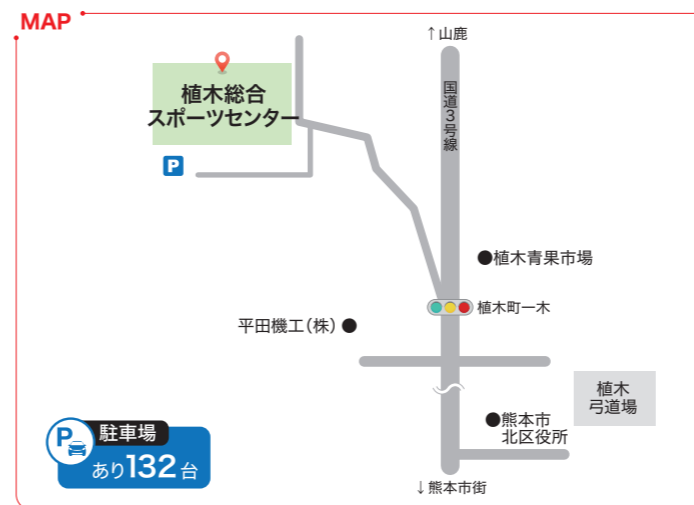 MAP
↑山鹿
国道3号線
植木総合
スポーツセンター
P
●植木青果市場
植木町一木
平田機工(株)●
植木
弓道場
●熊本市
北区役所
P 駐車場
あり132台
↓熊本市街